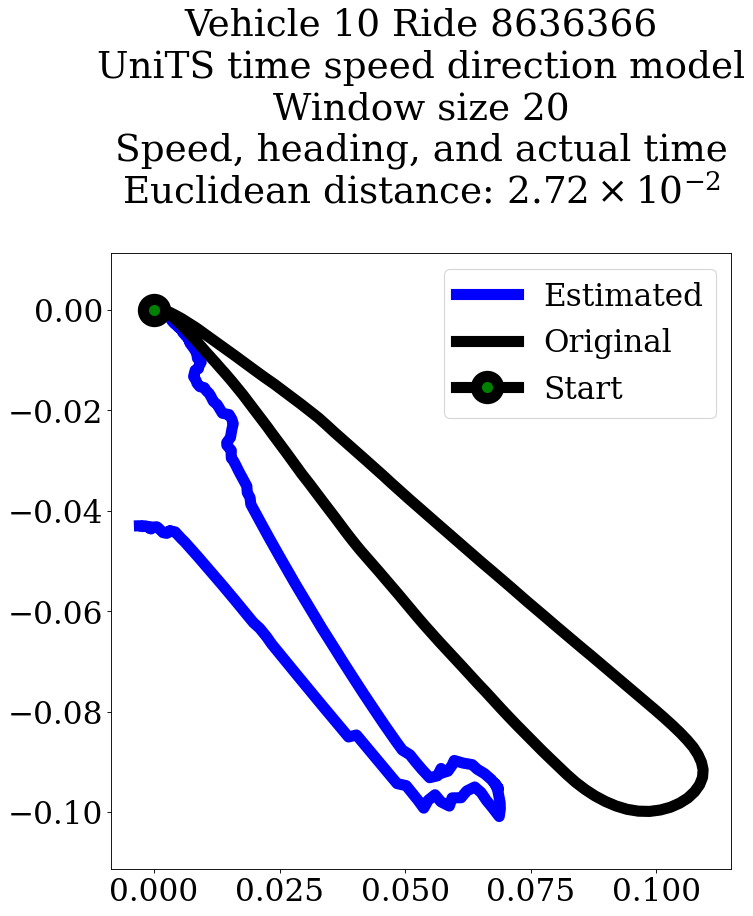 Vehicle 10 Ride 8636366
UniTS time speed direction model
Window size 20
Speed, heading, and actual time
Euclidean distance: 2.72 × 10⁻²
Estimated
Original
Start
0.00
−0.02
−0.04
−0.06
−0.08
−0.10
0.000 0.025 0.050 0.075 0.100